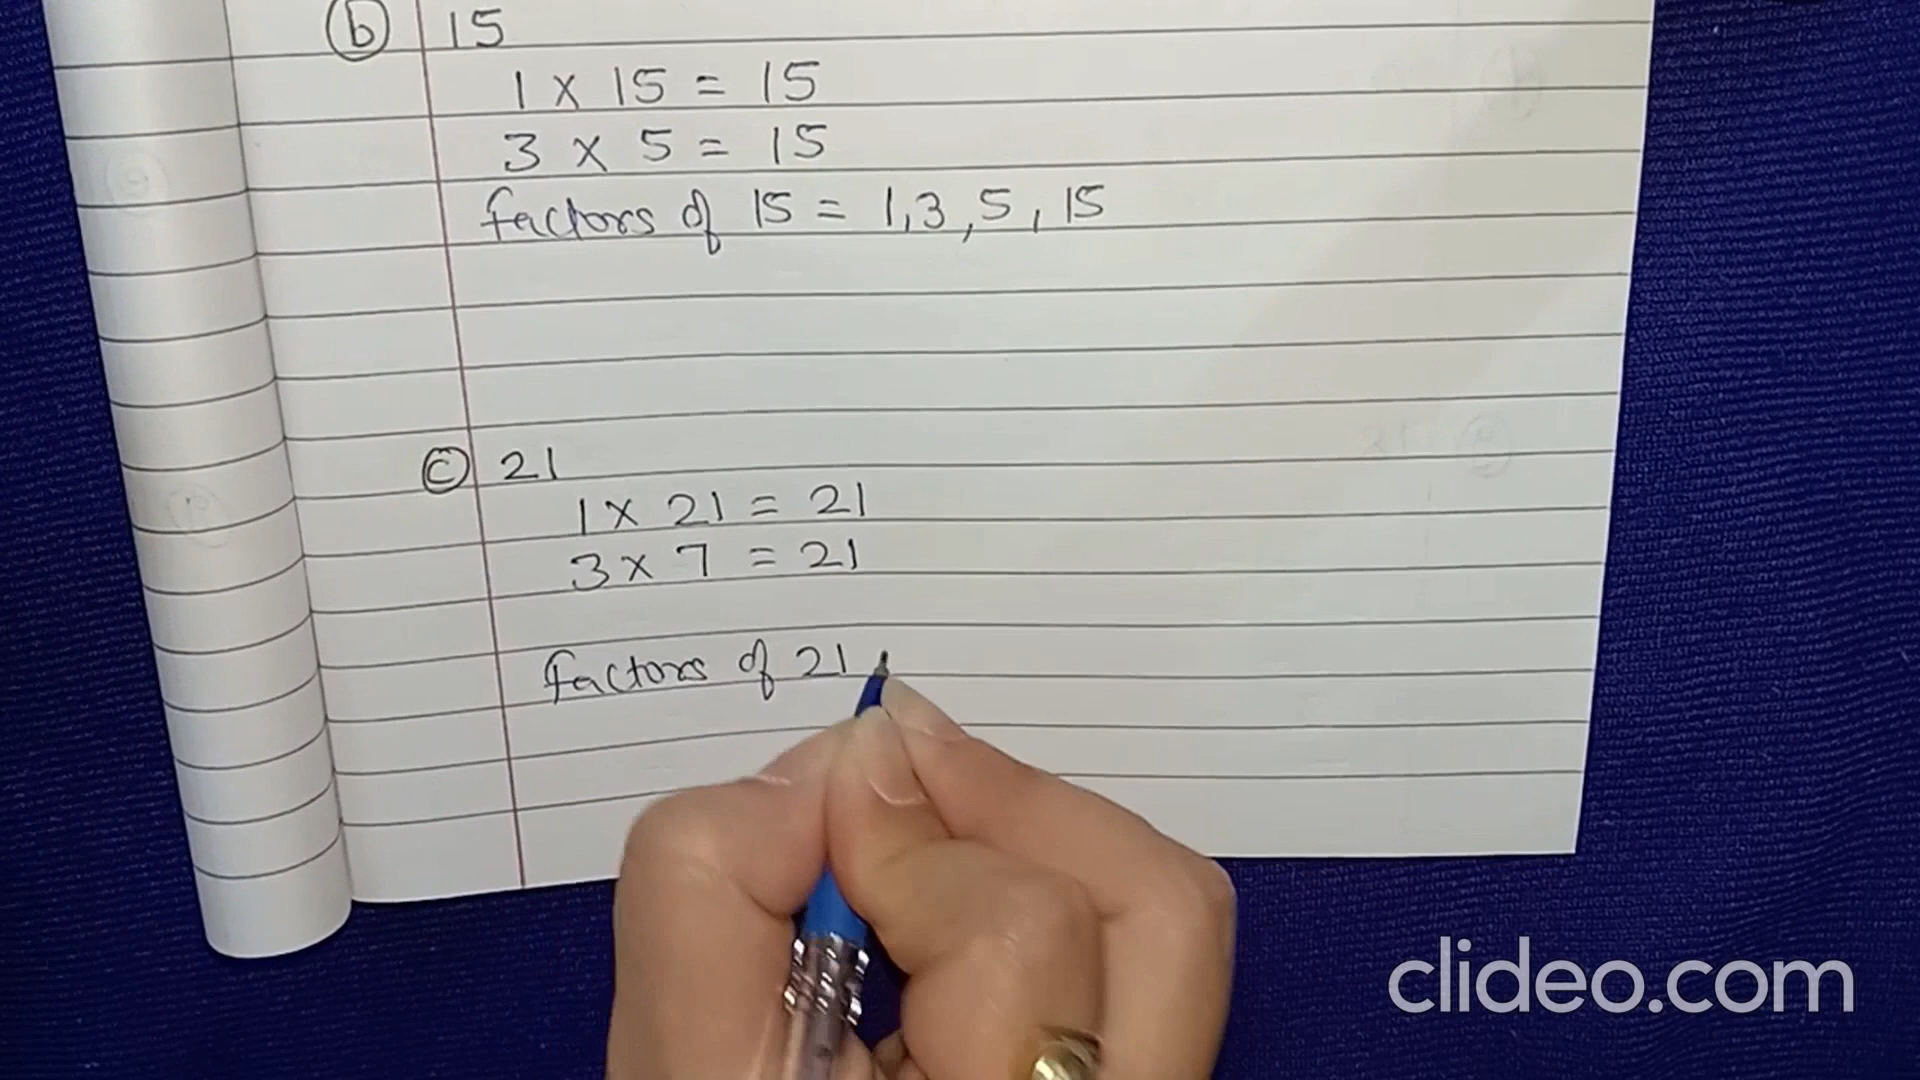 (b) 15
1 x 15 = 15
3 x 5 = 15
factors of 15 = 1,3,5,15
(c) 21
1 x 21 = 21
3 x 7 = 21
factors of 21
clideo.com